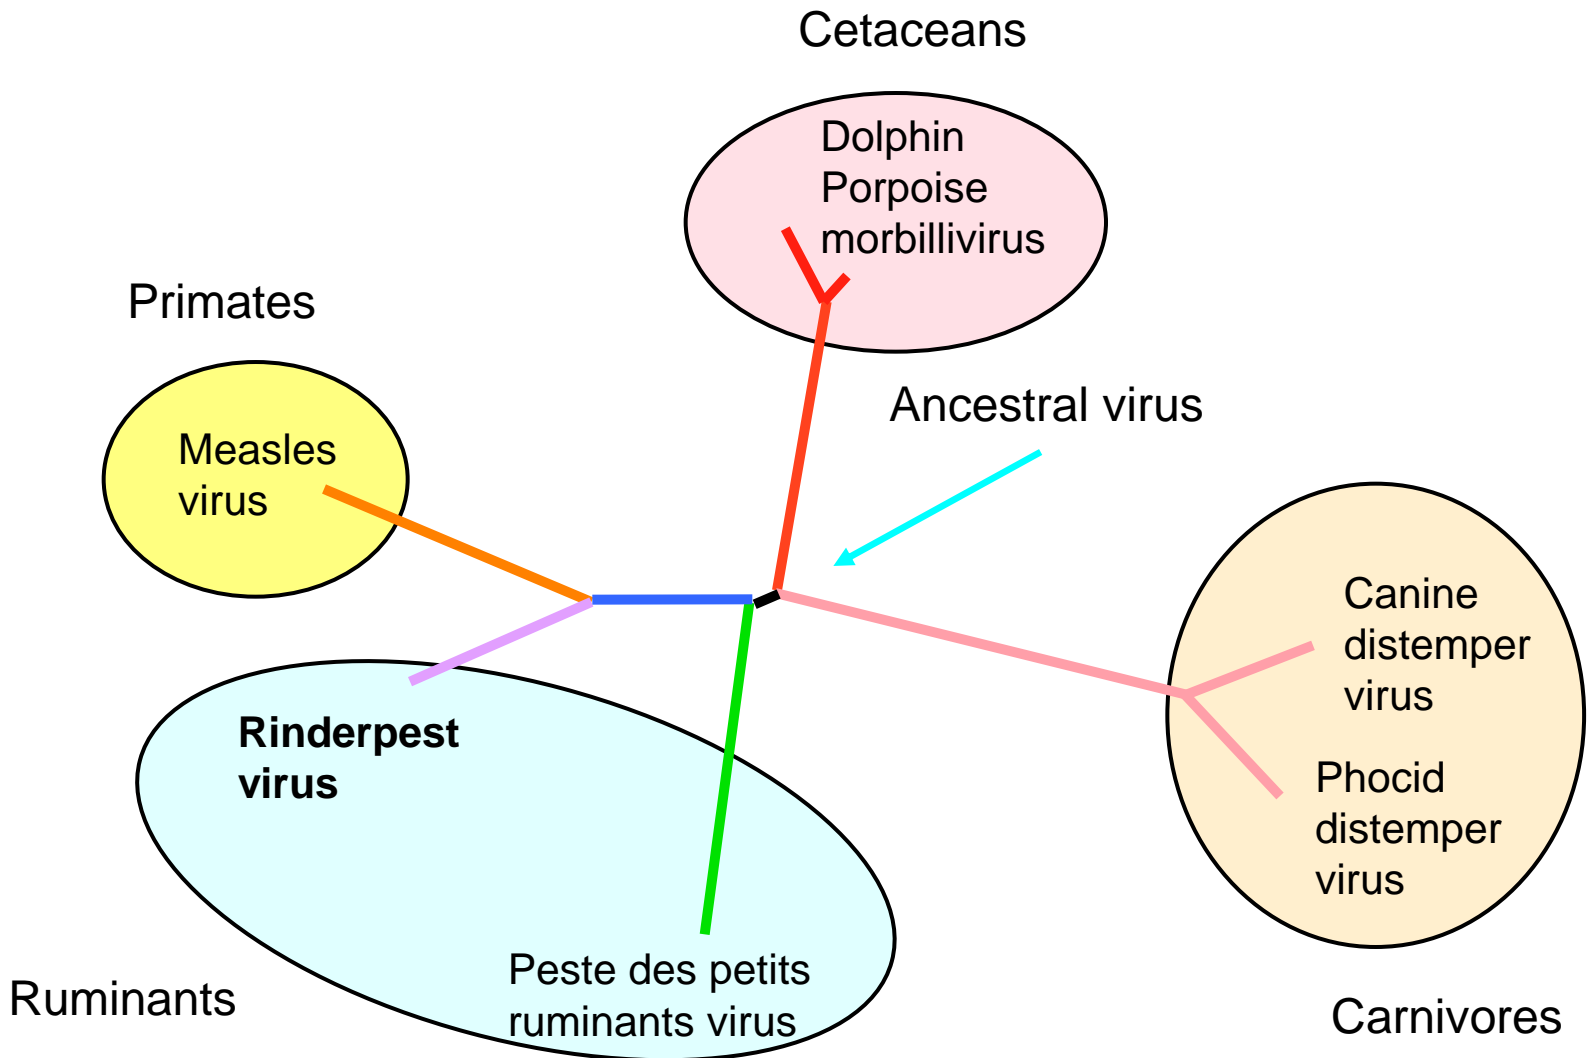 Cetaceans
Dolphin
Porpoise
morbillivirus
Primates
Measles
virus
Ancestral virus
Canine
distemper
virus
Phocid
distemper
virus
Rinderpest
virus
Peste des petits
ruminants virus
Ruminants
Carnivores